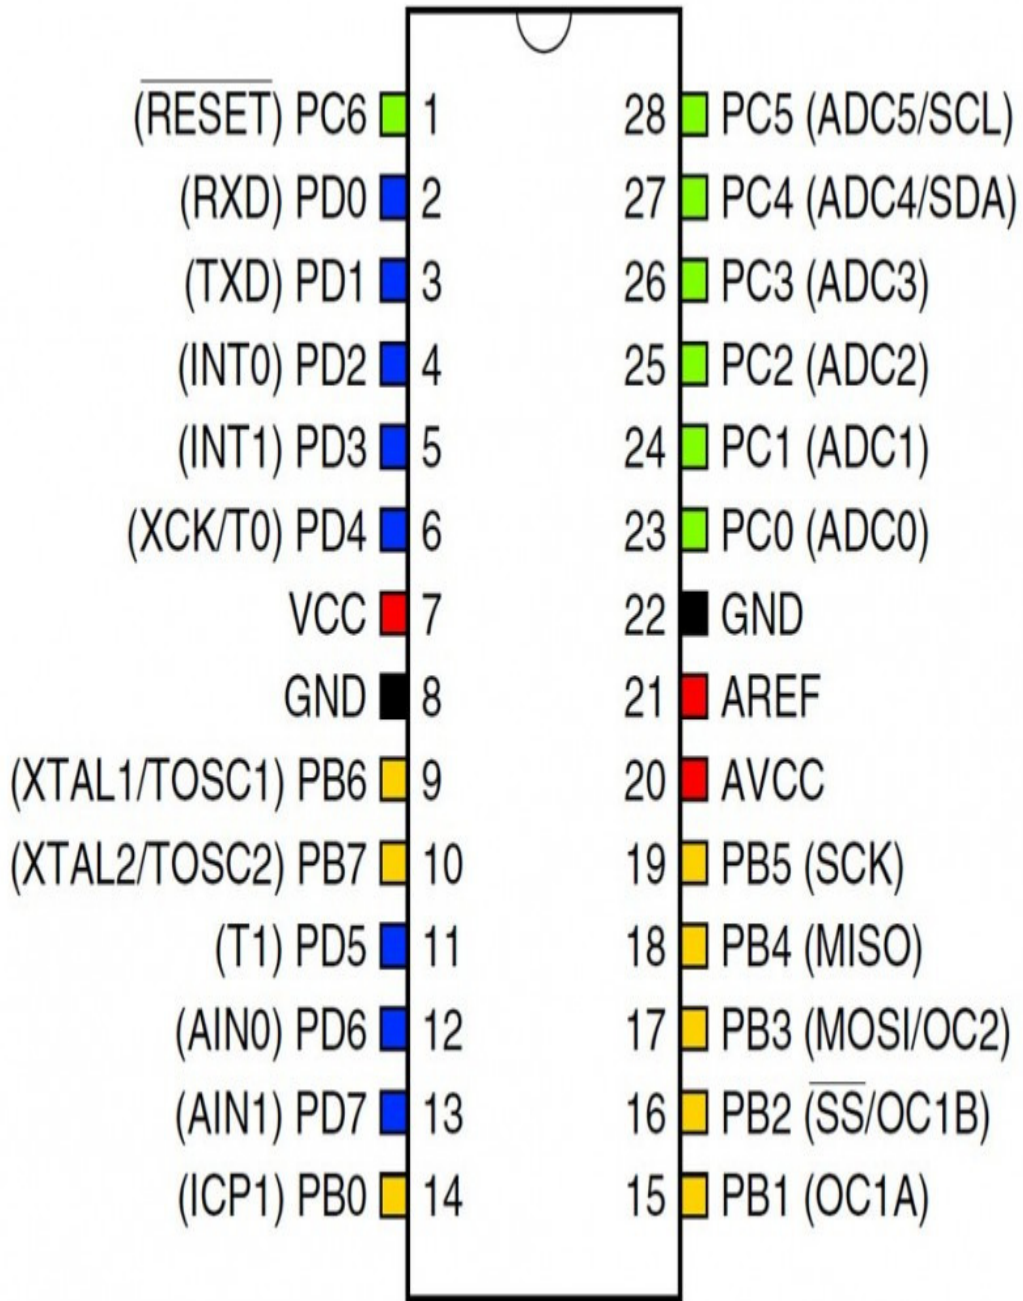 (RESET) PC6 1
(RXD) PD0 2
(TXD) PD1 3
(INT0) PD2 4
(INT1) PD3 5
(XCK/T0) PD4 6
VCC 7
GND 8
(XTAL1/TOSC1) PB6 9
(XTAL2/TOSC2) PB7 10
(T1) PD5 11
(AIN0) PD6 12
(AIN1) PD7 13
(ICP1) PB0 14
28 PC5 (ADC5/SCL)
27 PC4 (ADC4/SDA)
26 PC3 (ADC3)
25 PC2 (ADC2)
24 PC1 (ADC1)
23 PC0 (ADC0)
22 GND
21 AREF
20 AVCC
19 PB5 (SCK)
18 PB4 (MISO)
17 PB3 (MOSI/OC2)
16 PB2 (SS/OC1B)
15 PB1 (OC1A)